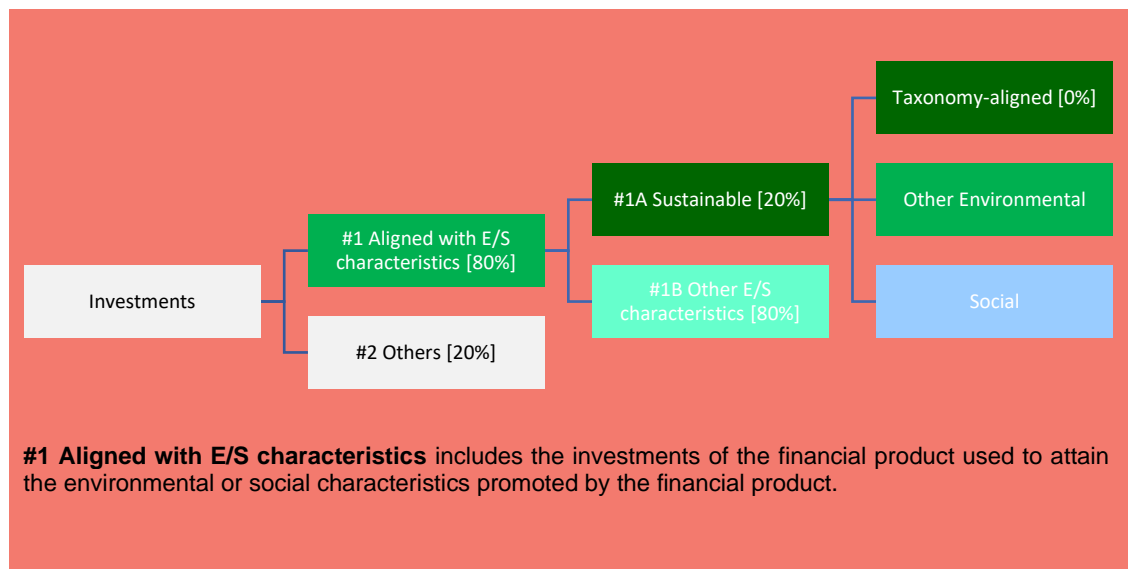 Investments
#1 Aligned with E/S
characteristics [80%]
#2 Others [20%]
#1A Sustainable [20%]
#1B Other E/S
characteristics [80%]
Taxonomy-aligned [0%]
Other Environmental
Social
#1 Aligned with E/S characteristics includes the investments of the financial product used to attain
the environmental or social characteristics promoted by the financial product.